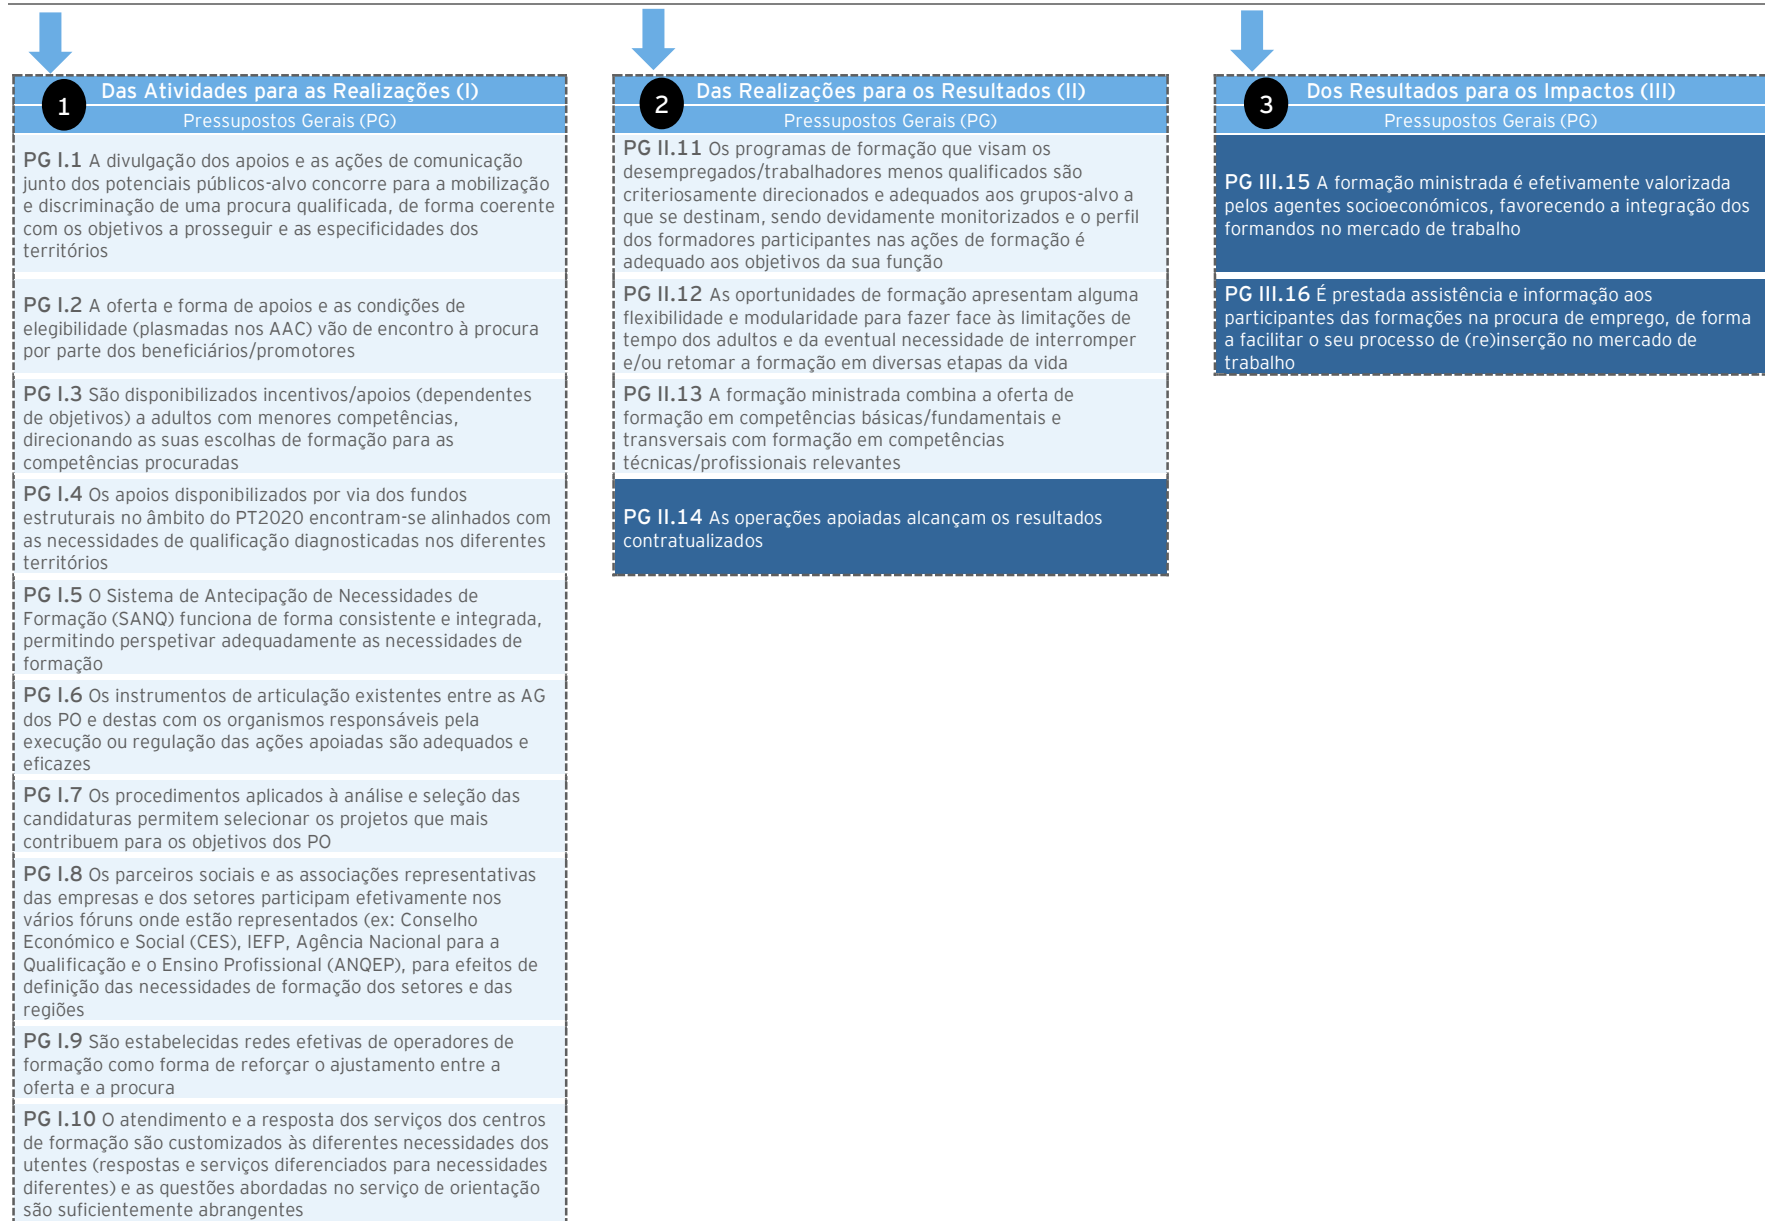 1
Das Atividades para as Realizações (I)
Pressupostos Gerais (PG)
PG I.1 A divulgação dos apoios e as ações de comunicação
junto dos potenciais públicos-alvo concorre para a mobilização
e discriminação de uma procura qualificada, de forma coerente
com os objetivos a prosseguir e as especificidades dos
territórios
PG I.2 A oferta e forma de apoios e as condições de
elegibilidade (plasmadas nos AAC) vão de encontro à procura
por parte dos beneficiários/promotores
PG I.3 São disponibilizados incentivos/apoios (dependentes
de objetivos) a adultos com menores competências,
direcionando as suas escolhas de formação para as
competências procuradas
PG I.4 Os apoios disponibilizados por via dos fundos
estruturais no âmbito do PT2020 encontram-se alinhados com
as necessidades de qualificação diagnosticadas nos diferentes
territórios
PG I.5 O Sistema de Antecipação de Necessidades de
Formação (SANQ) funciona de forma consistente e integrada,
permitindo perspetivar adequadamente as necessidades de
formação
PG I.6 Os instrumentos de articulação existentes entre as AG
dos PO e destas com os organismos responsáveis pela
execução ou regulação das ações apoiadas são adequados e
eficazes
PG I.7 Os procedimentos aplicados à análise e seleção das
candidaturas permitem selecionar os projetos que mais
contribuem para os objetivos dos PO
PG I.8 Os parceiros sociais e as associações representativas
das empresas e dos setores participam efetivamente nos
vários fóruns onde estão representados (ex: Conselho
Económico e Social (CES), IEFP, Agência Nacional para a
Qualificação e o Ensino Profissional (ANQEP), para efeitos de
definição das necessidades de formação dos setores e das
regiões
PG I.9 São estabelecidas redes efetivas de operadores de
formação como forma de reforçar o ajustamento entre a
oferta e a procura
PG I.10 O atendimento e a resposta dos serviços dos centros
de formação são customizados às diferentes necessidades dos
utentes (respostas e serviços diferenciados para necessidades
diferentes) e as questões abordadas no serviço de orientação
são suficientemente abrangentes
2
Das Realizações para os Resultados (II)
Pressupostos Gerais (PG)
PG II.11 Os programas de formação que visam os
desempregados/trabalhadores menos qualificados são
criteriosamente direcionados e adequados aos grupos-alvo a
que se destinam, sendo devidamente monitorizados e o perfil
dos formadores participantes nas ações de formação é
adequado aos objetivos da sua função
PG II.12 As oportunidades de formação apresentam alguma
flexibilidade e modularidade para fazer face às limitações de
tempo dos adultos e da eventual necessidade de interromper
e/ou retomar a formação em diversas etapas da vida
PG II.13 A formação ministrada combina a oferta de
formação em competências básicas/fundamentais e
transversais com formação em competências
técnicas/profissionais relevantes
PG II.14 As operações apoiadas alcançam os resultados
contratualizados
3
Dos Resultados para os Impactos (III)
Pressupostos Gerais (PG)
PG III.15 A formação ministrada é efetivamente valorizada
pelos agentes socioeconómicos, favorecendo a integração dos
formandos no mercado de trabalho
PG III.16 É prestada assistência e informação aos
participantes das formações na procura de emprego, de forma
a facilitar o seu processo de (re)inserção no mercado de
trabalho